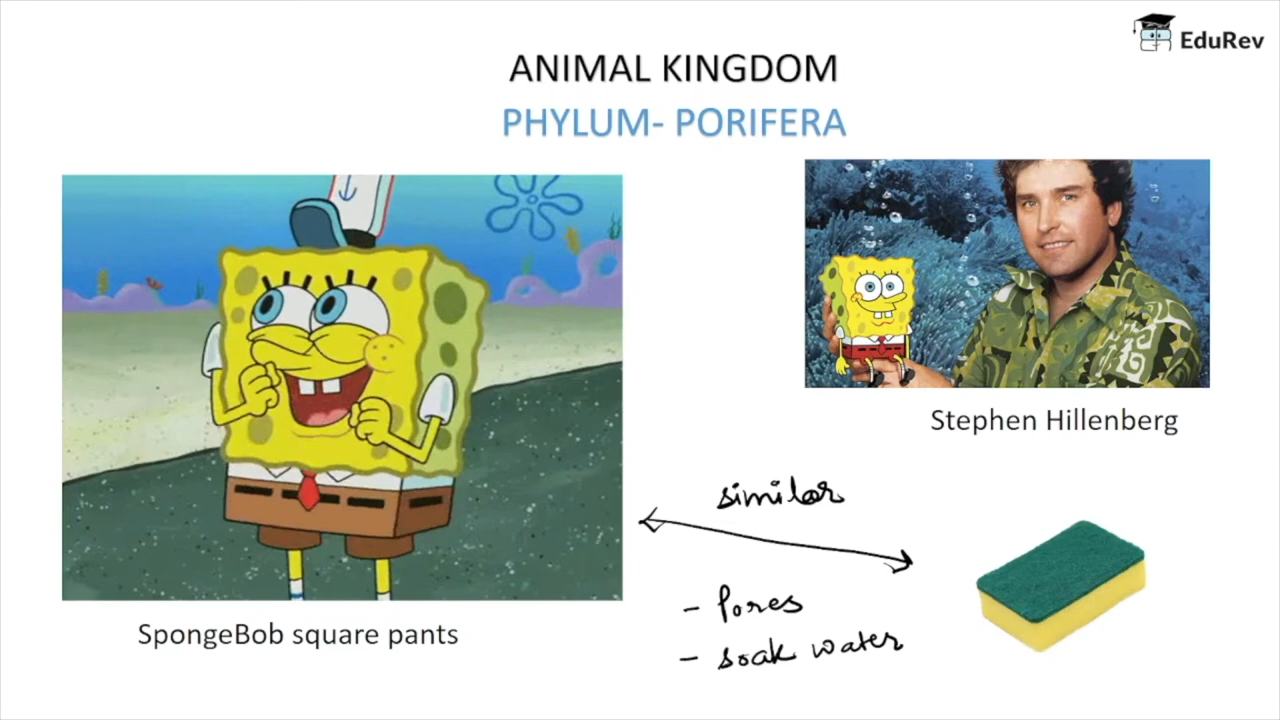 EduRev
ANIMAL KINGDOM
PHYLUM- PORIFERA
Stephen Hillenberg
similar
- Pores
- soak water
SpongeBob square pants